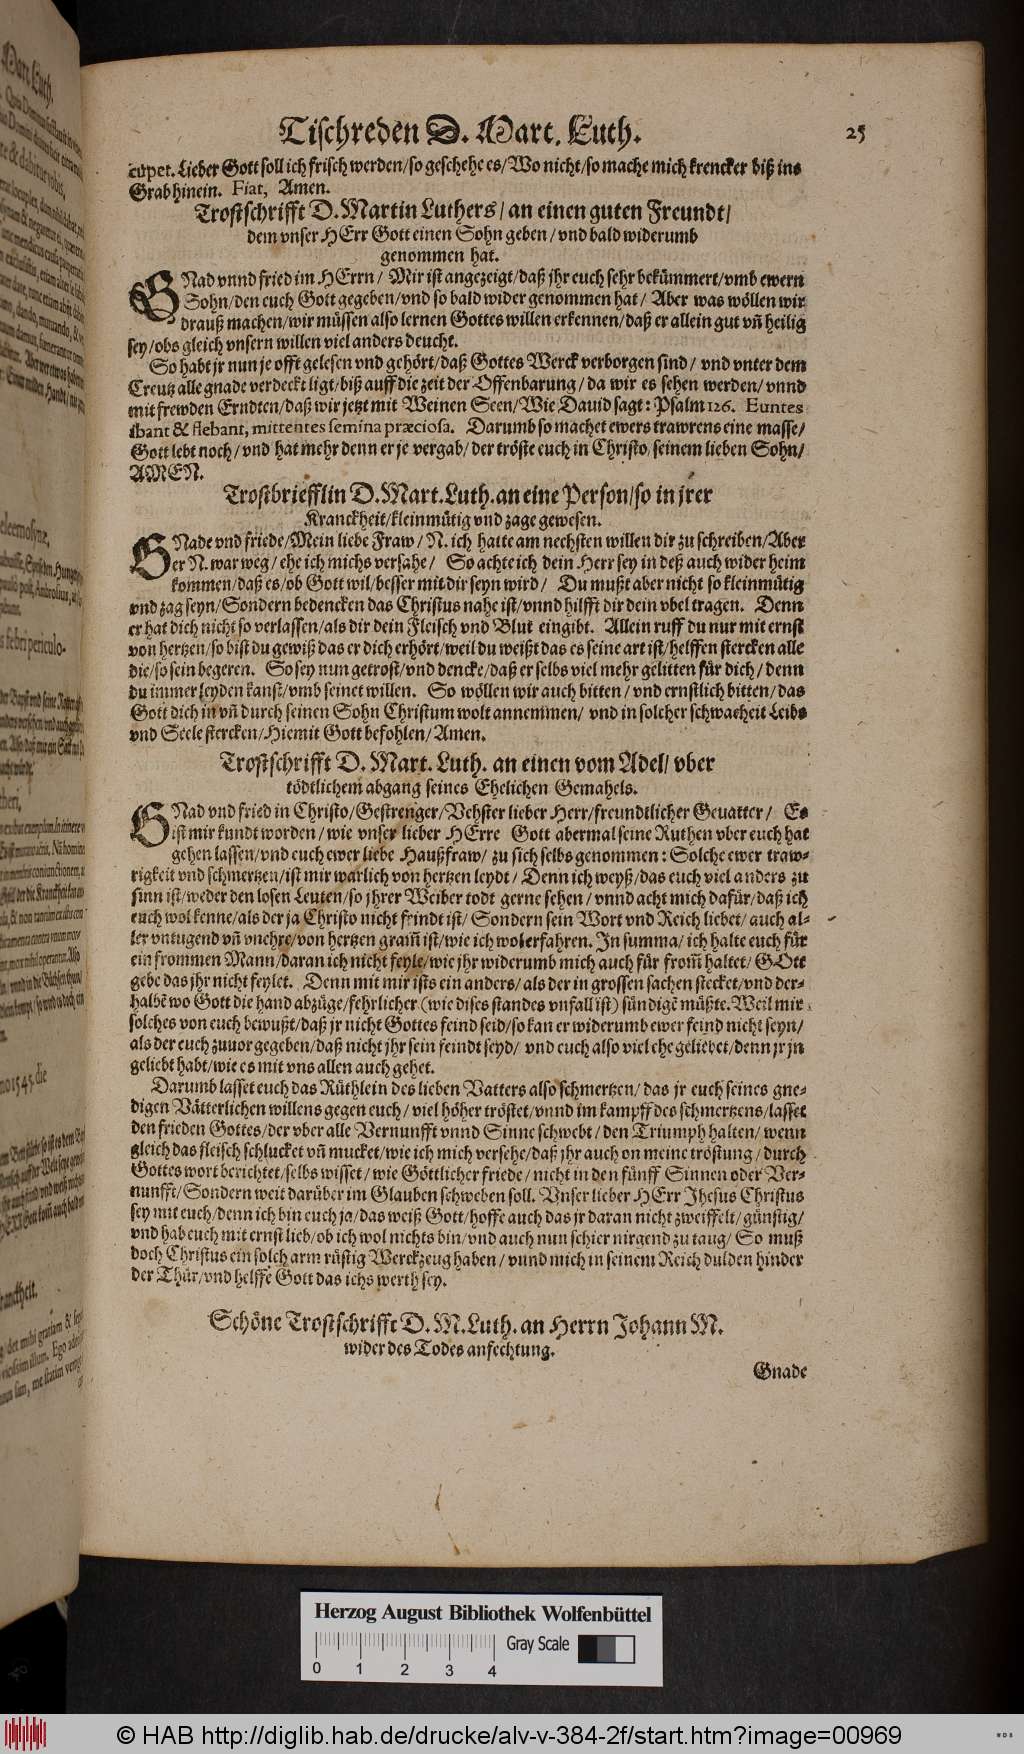 Tischreden D. Mart. Luth. 25
cupet. Lieber Gott soll ich frisch werden/so geschehe es/Wo nicht/so mache mich krencker biß ins
Grab hinein. Fiat, Amen.
Trostschrifft D. Martin Luthers/an einen guten Freundt/
dem vnser HErr Gott einen Sohn geben/vnd bald widerumb
genommen hat.
GNad vnnd fried im HErrn/ Mir ist angezeigt/daß jhr euch sehr bekümmert/vmb ewern
Sohn/den euch Gott gegeben/vnd so bald wider genommen hat/ Aber was wöllen wir
drauß machen/wir müssen also lernen Gottes willen erkennen/daß er allein gut vñ heilig
sey/obs gleich vnsern willen viel anders deucht.
So habt jr nun je offt gelesen vnd gehört/daß Gottes Werck verborgen sind/ vnd vnter dem
Creutz alle gnade verdeckt ligt/biß auff die zeit der Offenbarung/da wir es sehen werden/vnnd
mit frewden Erndten/daß wir jetzt mit Weinen Seen/Wie Dauid sagt: Psalm 126. Euntes
ibant & flebant, mittentes semina præciosa. Darumb so machet ewers trawrens eine masse/
Gott lebt noch/vnd hat mehr denn er je vergab/der tröste euch in Christo/seinem lieben Sohn/
AMEN.
Trostbriefflin D. Mart. Luth. an eine Person/so in jrer
Kranckheit/kleinmütig vnd zage gewesen.
GNade vnd friede/Mein liebe Fraw/N. ich hatte am nechsten willen dir zu schreiben/Aber
er N. war weg/ehe ich michs versahe/ So achte ich dein Herr sey in deß auch wider heim
kommen/daß es/ob Gott wil/besser mit dir seyn wird/ Du mußt aber nicht so kleinmütig
vnd zag seyn/Sondern bedencken das Christus nahe ist/vnnd hilfft dir dein vbel tragen. Denn
er hat dich nicht so verlassen/als dir dein Fleisch vnd Blut eingibt. Allein ruff du nur mit ernst
von hertzen/so bist du gewiß das er dich erhört/weil du weißt das es seine art ist/helffen stercken alle
die/so sein begeren. So sey nun getrost/vnd dencke/daß er selbs viel mehr gelitten für dich/denn
du immer leyden kanst/vmb seinet willen. So wöllen wir auch bitten/vnd ernstlich bitten/das
Gott dich in vñ durch seinen Sohn Christum wolt annemmen/ vnd in solcher schwacheit Leibs
vnd Seele stercken/Hiemit Gott befohlen/Amen.
Trostschrifft D. Mart. Luth. an einen vom Adel/vber
tödtlichem abgang seines Ehelichen Gemahels.
GNad vnd fried in Christo/Gestrenger/Vehster lieber Herr/freundtlicher Geuatter/ Es
ist mir kundt worden/wie vnser lieber HErre Gott abermal seine Ruthen vber euch hat
gehen lassen/vnd euch ewer liebe Haußfraw/zu sich selbs genommen: Solche ewer traw-
rigkeit vnd schmertzen/ist mir warlich von hertzen leydt/Denn ich weyß/das euch viel anders zu
sinn ist/weder den losen Leuten/so jhrer Weiber todt gerne sehen/vnnd acht mich dafür/daß ich
euch wol kenne/als der ja Christo nicht feindt ist/Sondern sein Wort vnd Reich liebet/auch al-
ler vntugend vñ vnehre/von hertzen gram̃ ist/wie ich wol erfahren. In summa/ich halte euch für
ein frommen Mann/daran ich nicht feyle/wie jhr widerumb mich auch für from̃ haltet/GOtt
gebe das jhr nicht feylet. Denn mit mir ists ein anders/als der in grossen sachen stecket/vnd der-
halbẽ wo Gott die hand abzüge/fehrlicher (wie dises standes vnfall ist) sündigẽ müßte. Weil mir
solches von euch bewußt/daß jr nicht Gottes feind seid/so kan er widerumb ewer feind nicht seyn/
als der euch zuuor gegeben/daß nicht jhr sein feindt seyd/ vnd euch also viel ehe geliebet/denn jr jn
geliebt habt/wie es mit vns allen auch gehet.
Darumb lasset euch das Rüthlein des lieben Vatters also schmertzen/das jr euch seines gne-
digen Vätterlichen willens gegen euch/viel höher tröstet/vnnd im kampff des schmertzens/lasset
den frieden Gottes/der vber alle Vernunfft vnnd Sinne schwebt/den Triumph halten/wenn
gleich das fleisch schlucket vñ mucket/wie ich mich versehe/daß jhr auch on meine tröstung/durch
Gottes wort berichtet/selbs wisset/wie Göttlicher friede/nicht in den fünff Sinnen oder Ver-
nunfft/Sondern weit darüber im Glauben schweben soll. Vnser lieber HErr Jhesus Christus
sey mit euch/denn ich bin euch ja/das weiß Gott/hoffe auch das jr daran nicht zweiffelt/günstig/
vnd hab euch mit ernst lieb/ob ich wol nichts bin/vnd auch nun schier nirgend zu taug/So muß
doch Christus ein solch arm rüstig Werckzeug haben/vnnd mich in seinem Reich dulden hinder
der Thür/vnd helffe Gott das ichs werth sey.
Schöne Trostschrifft D. M. Luth. an Herrn Johann M.
wider des Todes anfechtung.
Gnade
Herzog August Bibliothek Wolfenbüttel
Gray Scale
0 1 2 3 4
© HAB http://diglib.hab.de/drucke/alv-v-384-2f/start.htm?image=00969